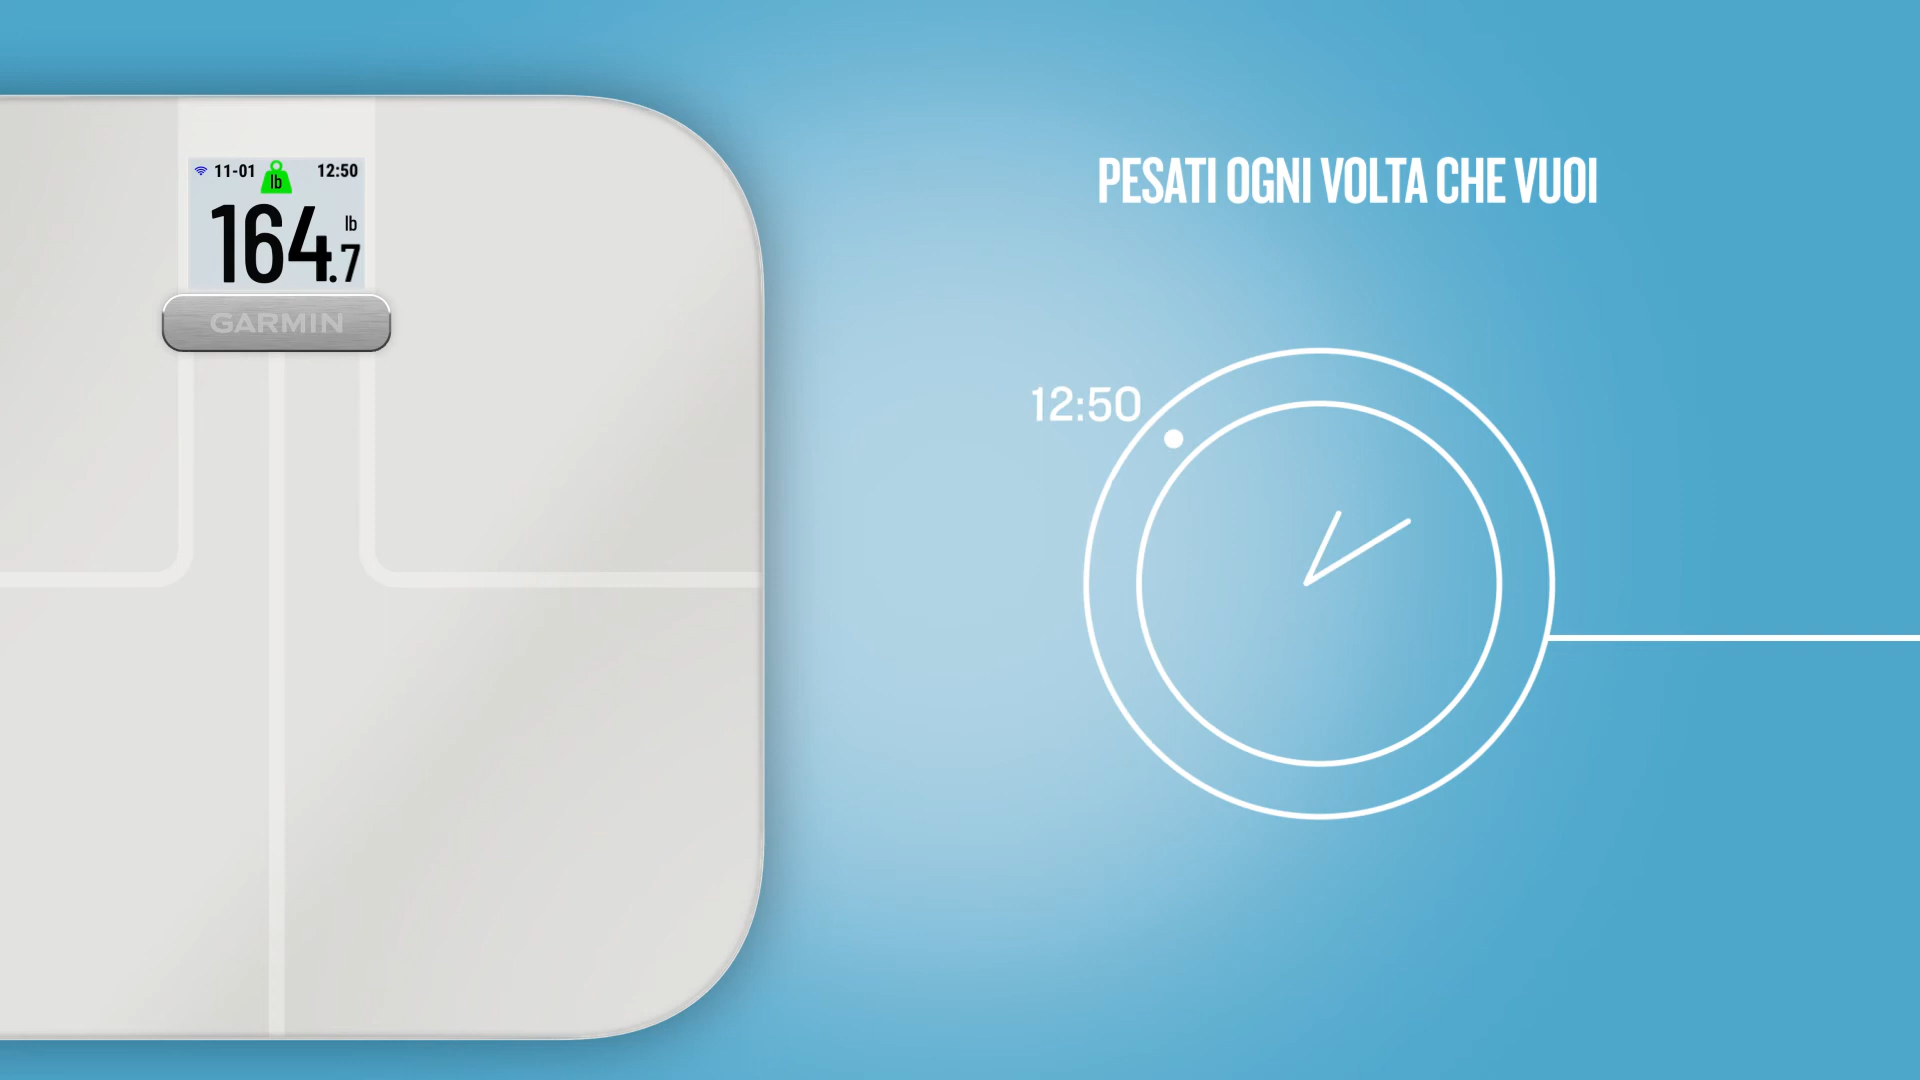 11-01 lb 12:50
164.7 lb
GARMIN
PESATI OGNI VOLTA CHE VUOI
12:50